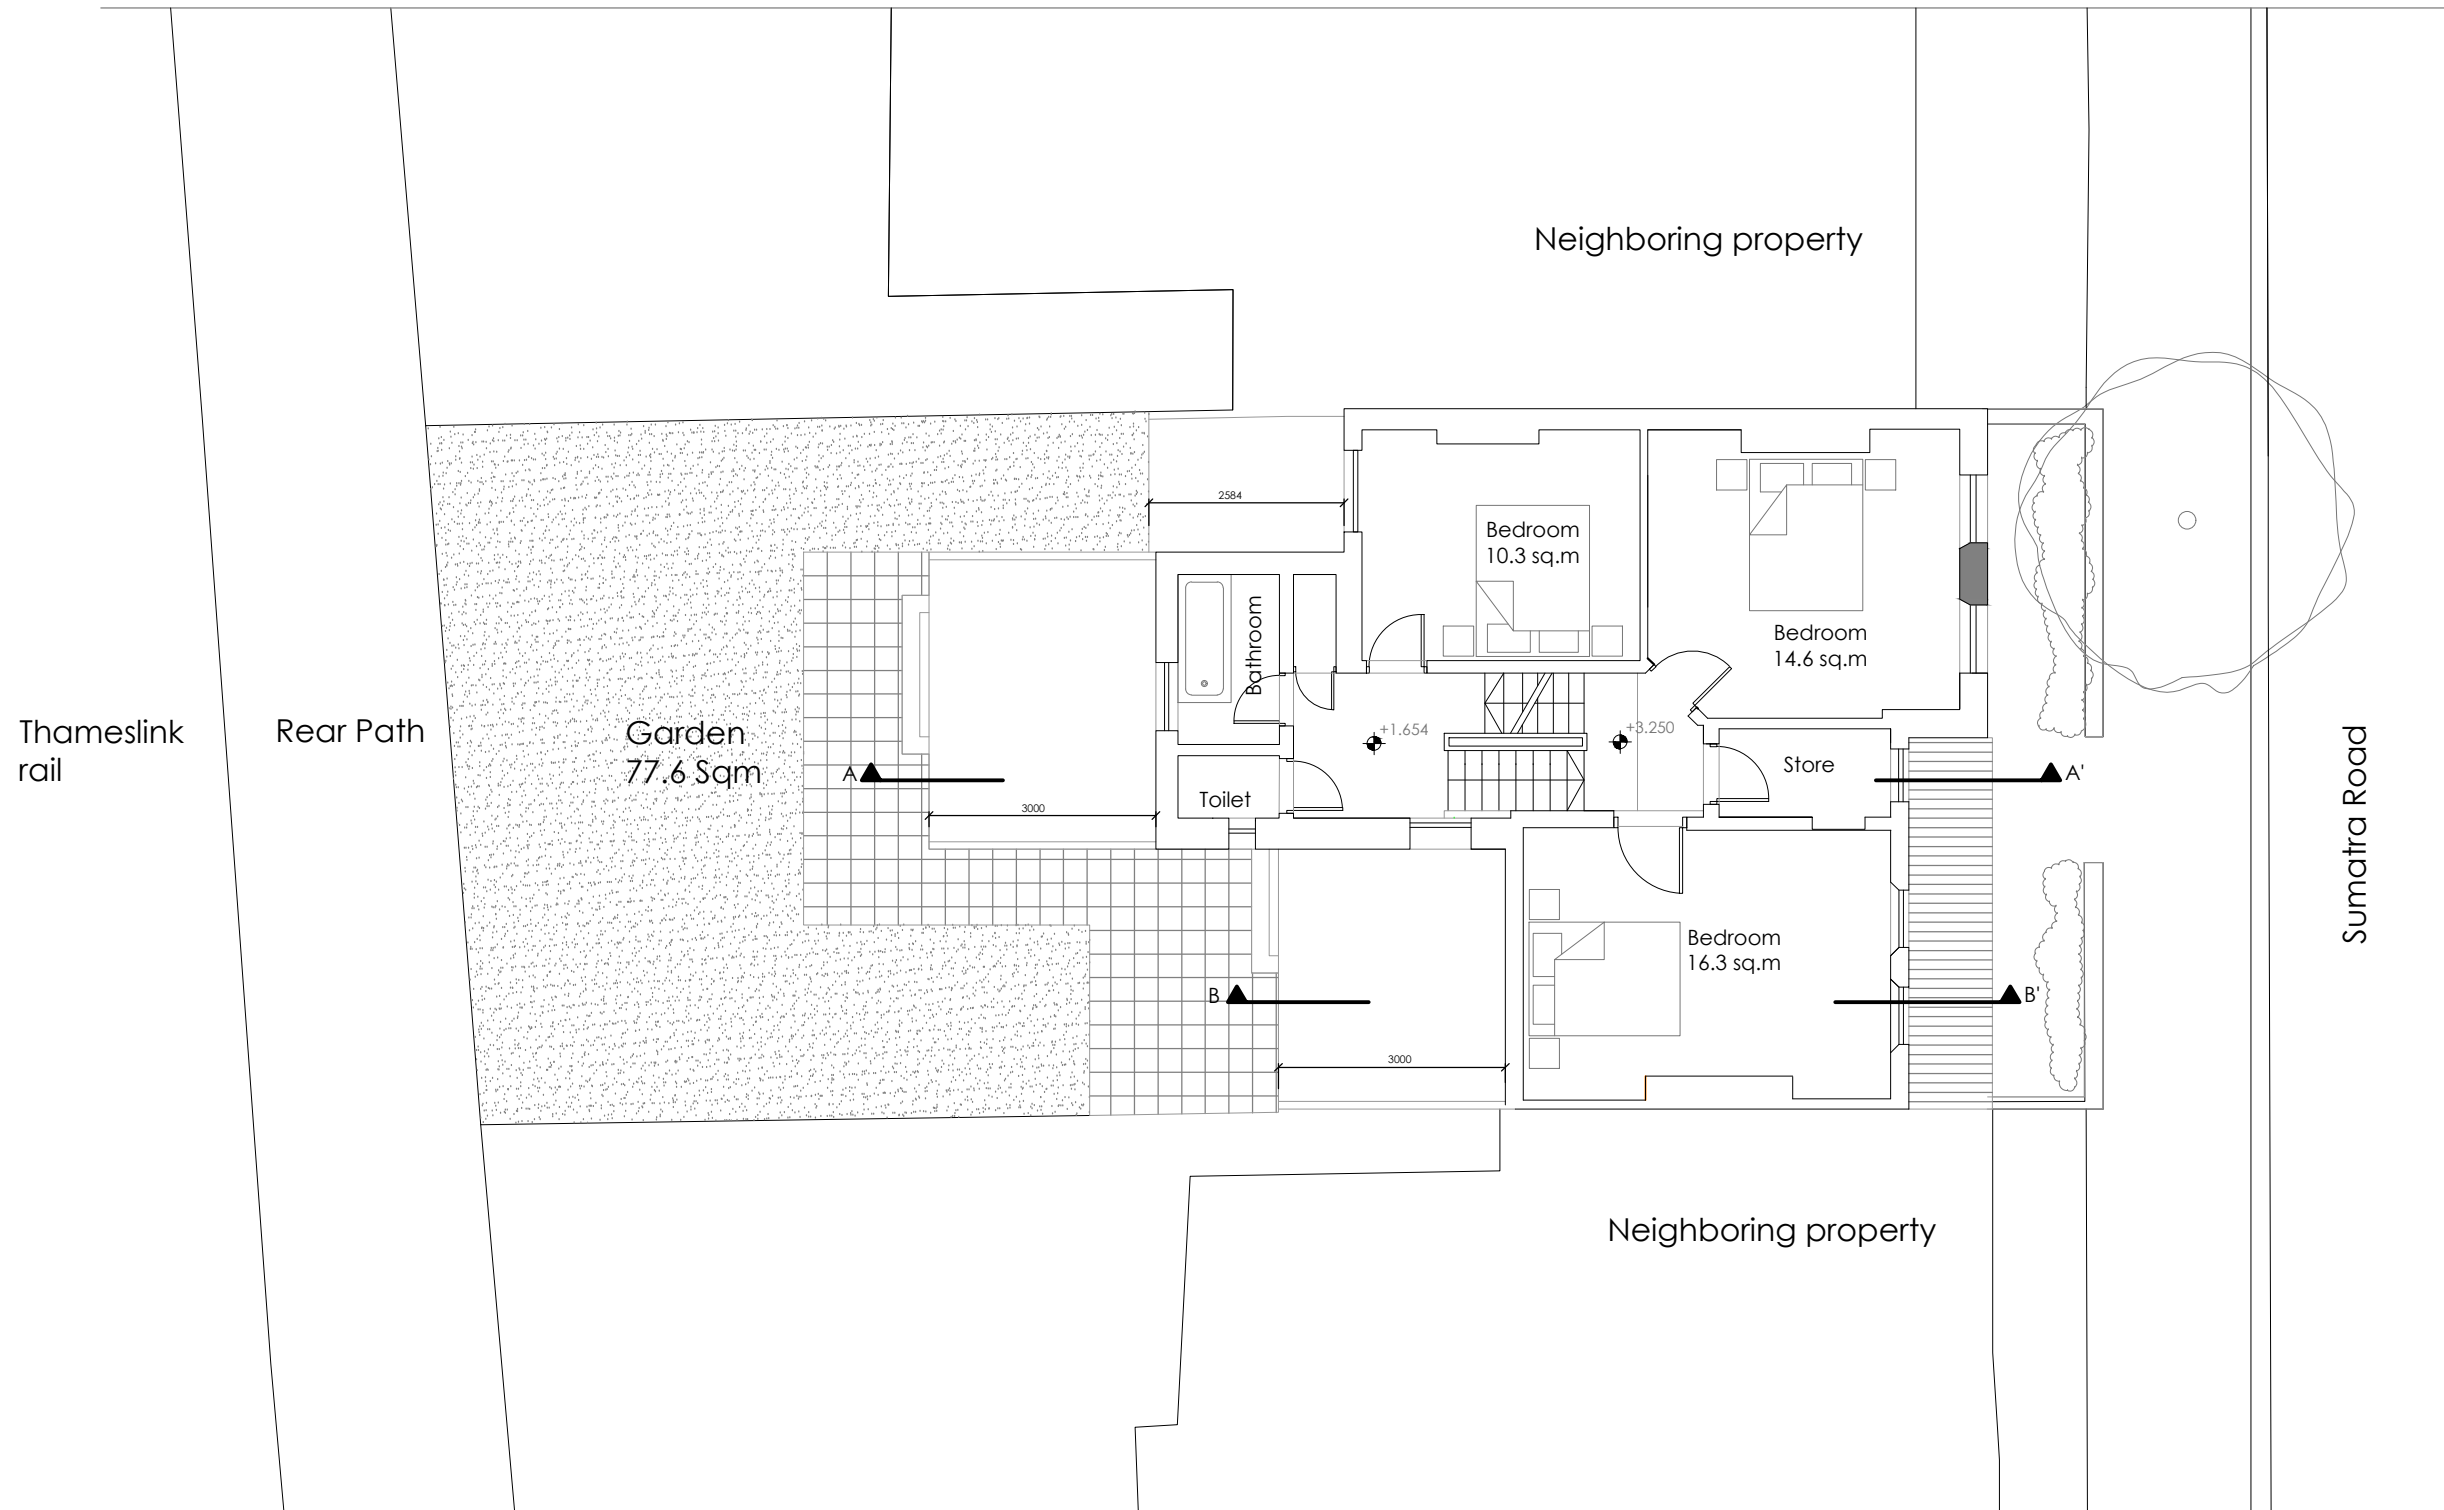 Neighboring property
2584
Bedroom
10.3 sq.m
Bathroom
Bedroom
14.6 sq.m
Thameslink
rail
Rear Path
Garden
77.6 Sqm
+1.654
+3.250
Store
A
A'
Toilet
3000
Sumatra Road
Bedroom
16.3 sq.m
B
B'
3000
Neighboring property